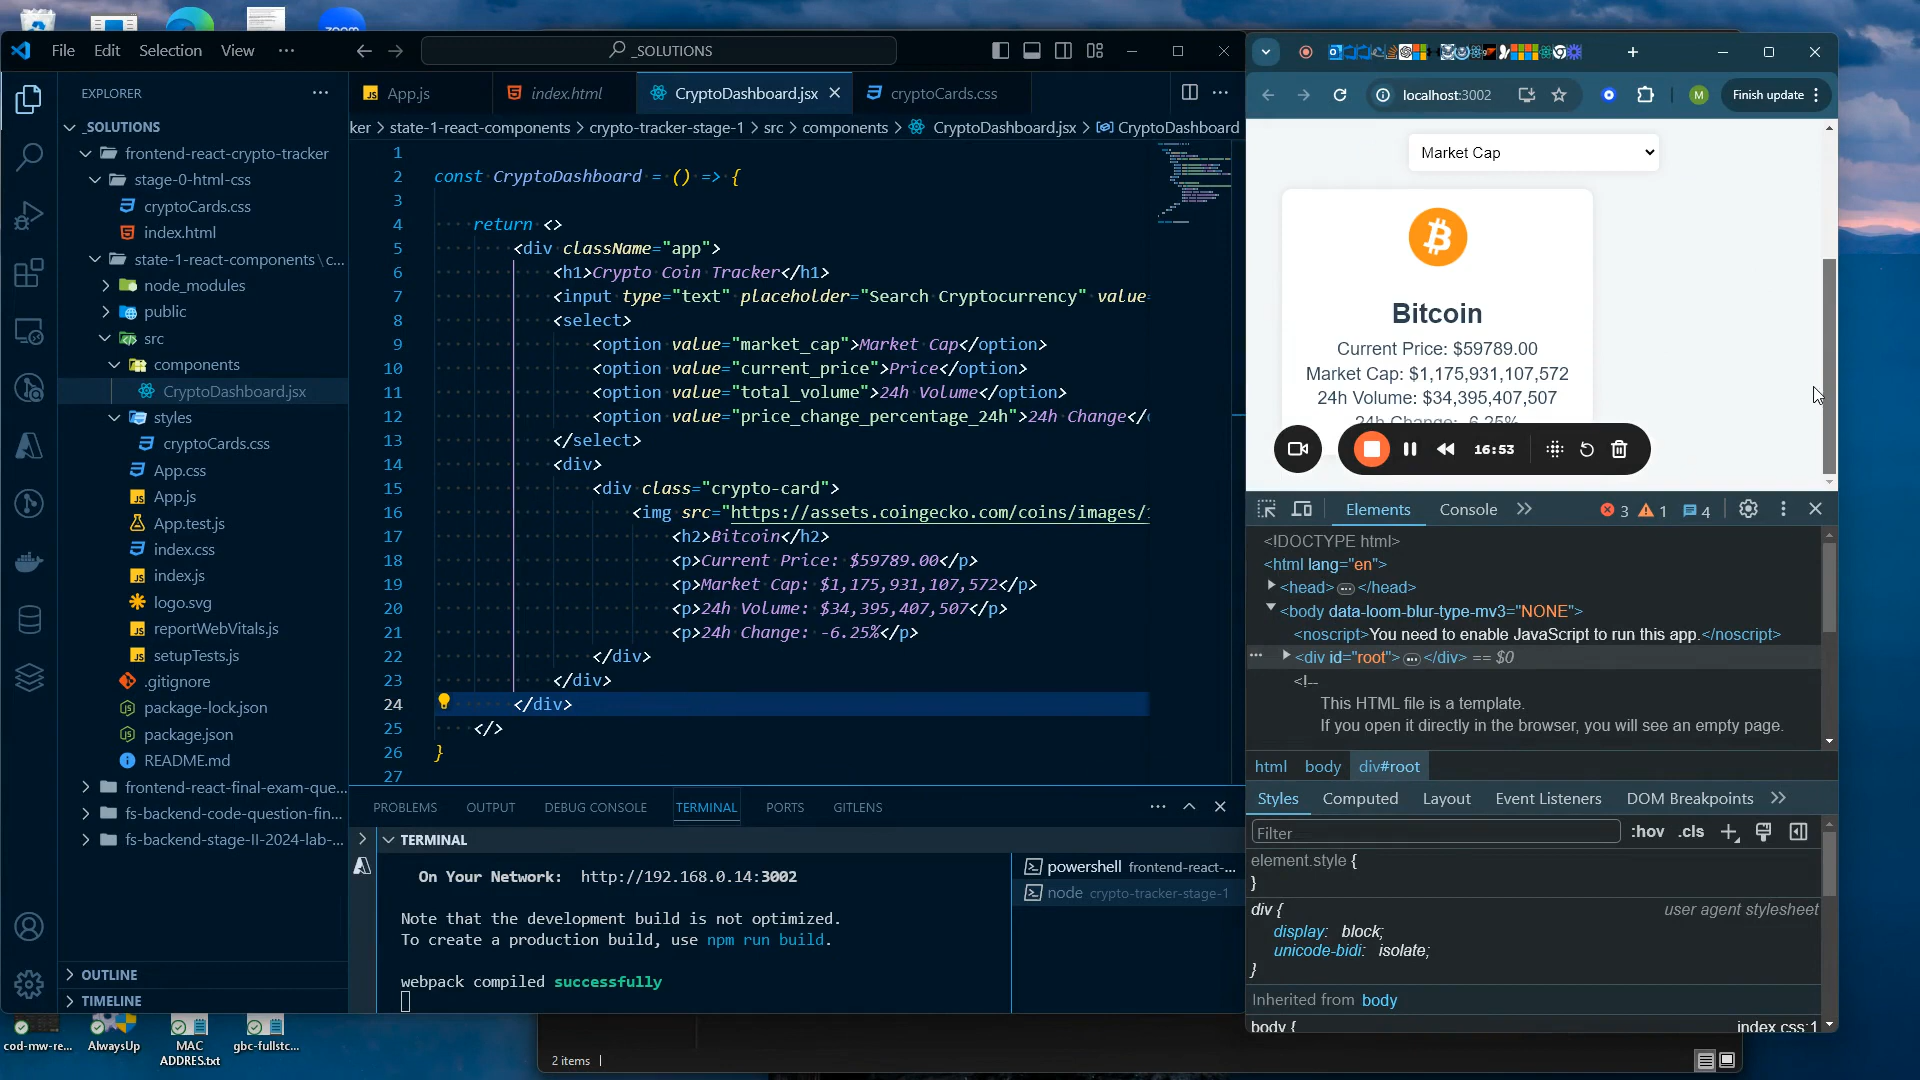 zoom
File Edit Selection View ···
_SOLUTIONS
EXPLORER
_SOLUTIONS
frontend-react-crypto-tracker
stage-0-html-css
cryptoCards.css
index.html
state-1-react-components\c...
node_modules
public
src
components
CryptoDashboard.jsx
styles
cryptoCards.css
App.css
App.js
App.test.js
index.css
index.js
logo.svg
reportWebVitals.js
setupTests.js
.gitignore
package-lock.json
package.json
README.md
frontend-react-final-exam-que...
fs-backend-code-question-fin...
fs-backend-stage-II-2024-lab-...
OUTLINE
TIMELINE
App.js
index.html
CryptoDashboard.jsx
cryptoCards.css
ker > state-1-react-components > crypto-tracker-stage-1 > src > components > CryptoDashboard.jsx > CryptoDashboard
1
2 const CryptoDashboard = () => {
3
4 return <>
5 <div className="app">
6 <h1>Crypto Coin Tracker</h1>
7 <input type="text" placeholder="Search Cryptocurrency" value=
8 <select>
9 <option value="market_cap">Market Cap</option>
10 <option value="current_price">Price</option>
11 <option value="total_volume">24h Volume</option>
12 <option value="price_change_percentage_24h">24h Change</
13 </select>
14 <div>
15 <div class="crypto-card">
16 <img src="https://assets.coingecko.com/coins/images/
17 <h2>Bitcoin</h2>
18 <p>Current Price: $59789.00</p>
19 <p>Market Cap: $1,175,931,107,572</p>
20 <p>24h Volume: $34,395,407,507</p>
21 <p>24h Change: -6.25%</p>
22 </div>
23 </div>
24 </div>
25 </>
26 }
27
PROBLEMS OUTPUT DEBUG CONSOLE TERMINAL PORTS GITLENS
TERMINAL
On Your Network: http://192.168.0.14:3002
Note that the development build is not optimized.
To create a production build, use npm run build.
webpack compiled successfully
powershell frontend-react-...
node crypto-tracker-stage-1
localhost:3002
M
Finish update
Market Cap
Bitcoin
Current Price: $59789.00
Market Cap: $1,175,931,107,572
24h Volume: $34,395,407,507
24h Change: -6.25%
16:53
Elements Console 3 1 4
<!DOCTYPE html>
<html lang="en">
<head> ··· </head>
<body data-loom-blur-type-mv3="NONE">
<noscript>You need to enable JavaScript to run this app.</noscript>
··· <div id="root"> ··· </div> == $0
<!--
This HTML file is a template.
If you open it directly in the browser, you will see an empty page.
html body div#root
Styles Computed Layout Event Listeners DOM Breakpoints
Filter :hov .cls
element.style {
}
div { user agent stylesheet
display: block;
unicode-bidi: isolate;
}
Inherited from body
body { index.css:1
cod-mw-re...
AlwaysUp
MAC ADDRES.txt
gbc-fullstc...
2 items